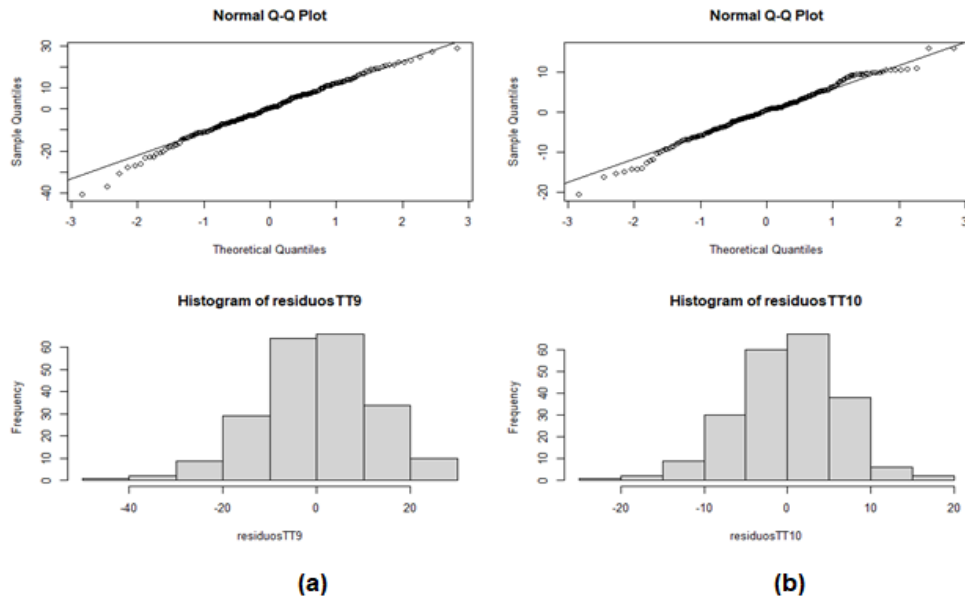 Normal Q-Q Plot
Sample Quantiles
30
20
0
-20
-40
-3 -2 -1 0 1 2 3
Theoretical Quantiles
Normal Q-Q Plot
Sample Quantiles
10
0
-10
-20
-3 -2 -1 0 1 2 3
Theoretical Quantiles
Histogram of residuosTT9
Frequency
60
50
40
30
20
10
0
-40 -20 0 20
residuosTT9
Histogram of residuosTT10
Frequency
60
50
40
30
20
10
0
-20 -10 0 10 20
residuosTT10
(a)
(b)